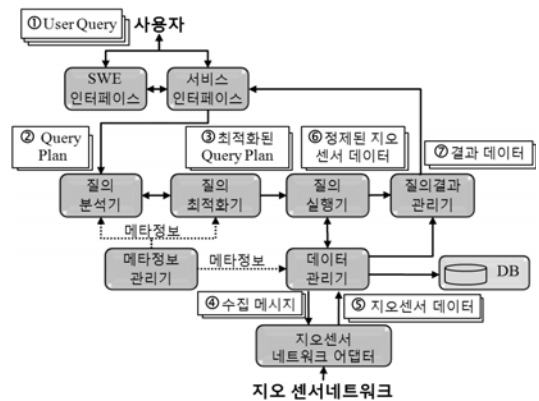 ①User Query
사용자
SWE
인터페이스
서비스
인터페이스
② Query
Plan
③최적화된
Query Plan
⑥정제된 지오
센서 데이터
⑦결과 데이터
질의
분석기
질의
최적화기
질의
실행기
질의결과
관리기
메타정보
메타정보
관리기
메타정보
데이터
관리기
DB
④수집 메시지
⑤지오센서 데이터
지오센서
네트워크 어댑터
지오 센서네트워크